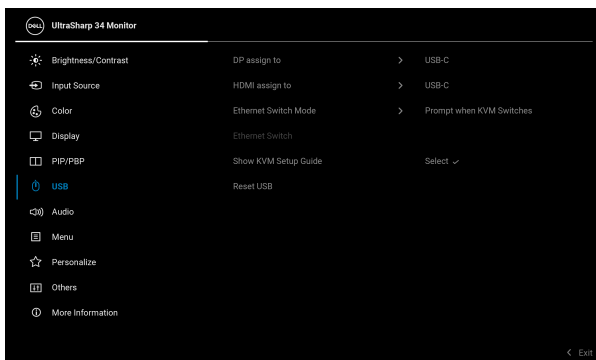 DELL UltraSharp 34 Monitor
Brightness/Contrast DP assign to USB-C
Input Source HDMI assign to USB-C
Color Ethernet Switch Mode Prompt when KVM Switches
Display Ethernet Switch
PIP/PBP Show KVM Setup Guide Select
USB Reset USB
Audio
Menu
Personalize
Others
More Information
Exit